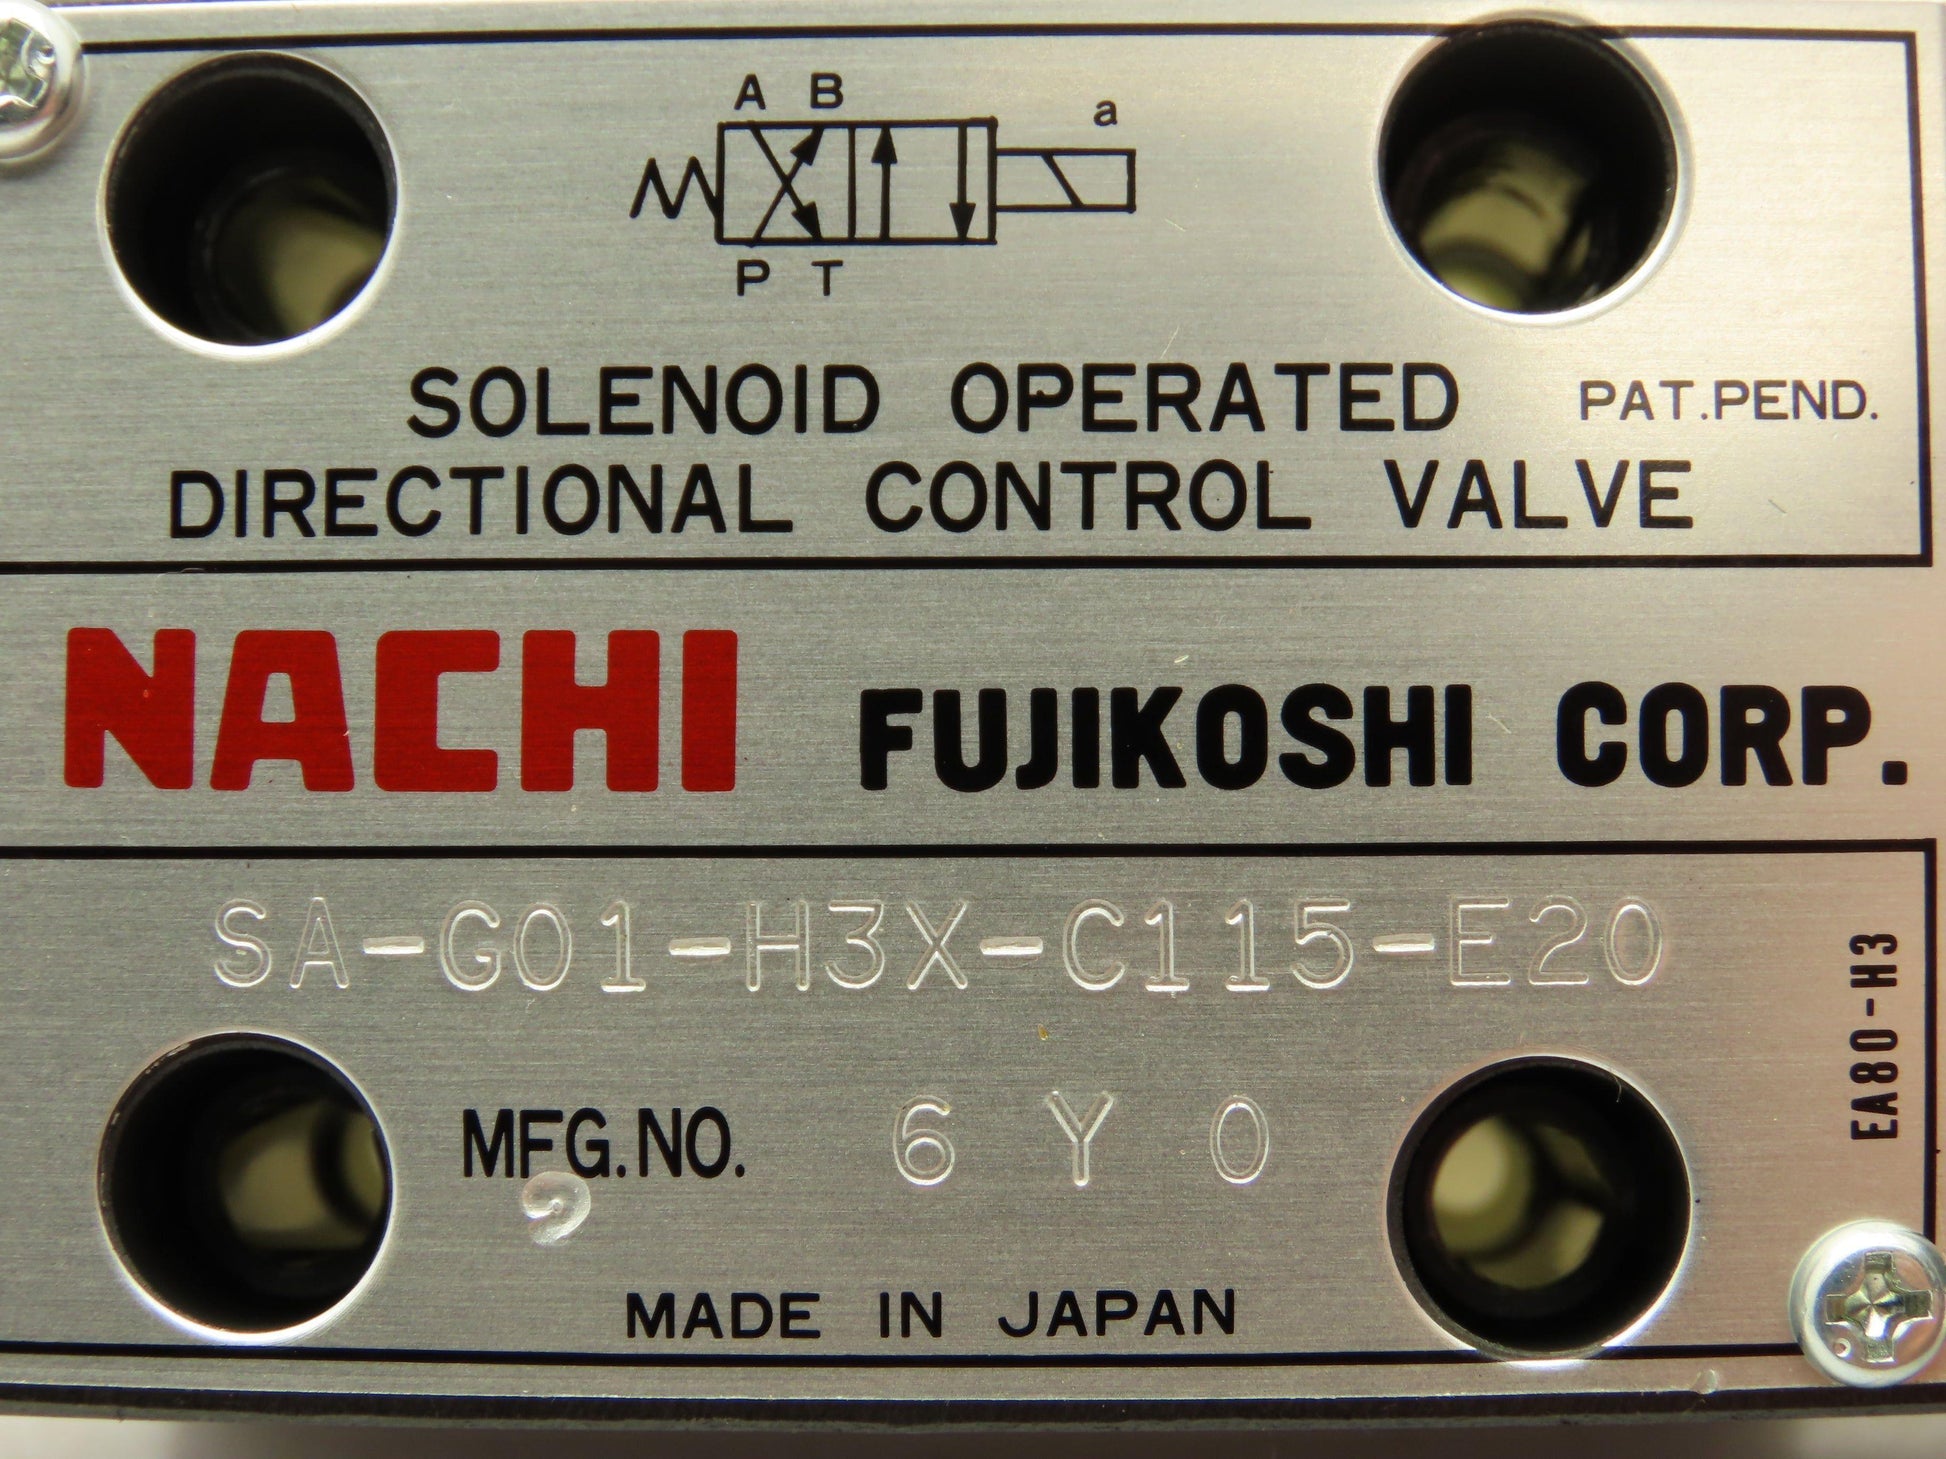 A B
a
P T
SOLENOID OPERATED PAT.PEND.
DIRECTIONAL CONTROL VALVE
NACHI FUJIKOSHI CORP.
SA-G01-H3X-C115-E20
EA80-H3
MFG.NO. 6 Y 0
MADE IN JAPAN